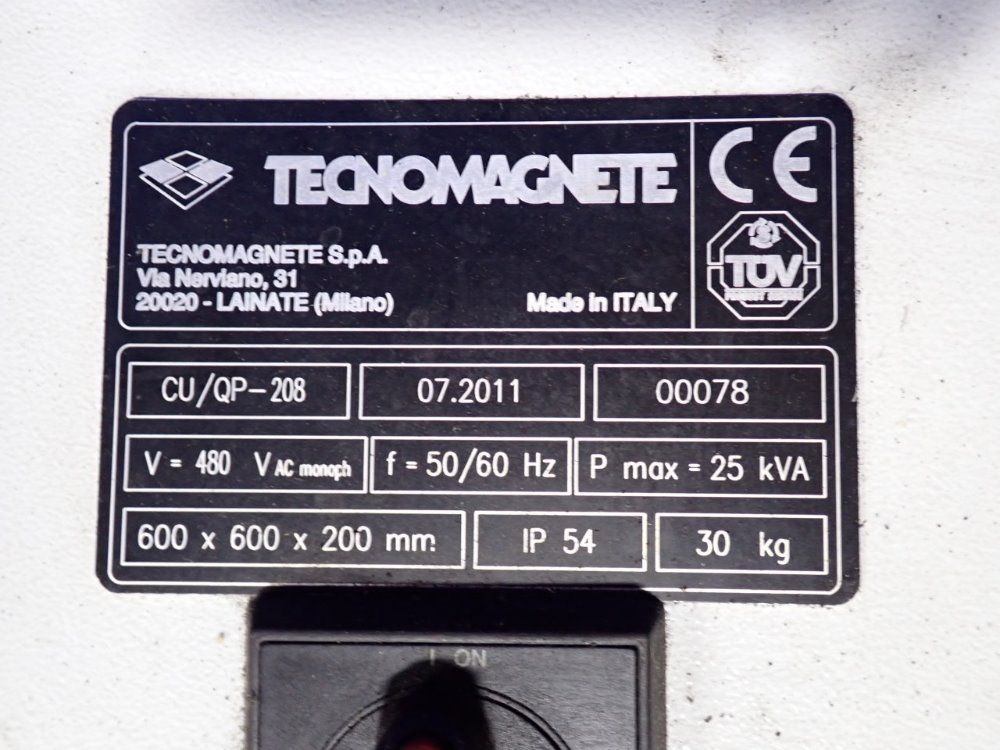 TECNOMAGNETE
CE
TECNOMAGNETE S.p.A.
Via Nerviano, 31
20020 - LAINATE (Milano)
Made in ITALY
TÜV
CU/QP-208
07.2011
00078
V = 480 V AC monoph
f = 50/60 Hz
P max = 25 kVA
600 x 600 x 200 mm
IP 54
30 kg
I ON